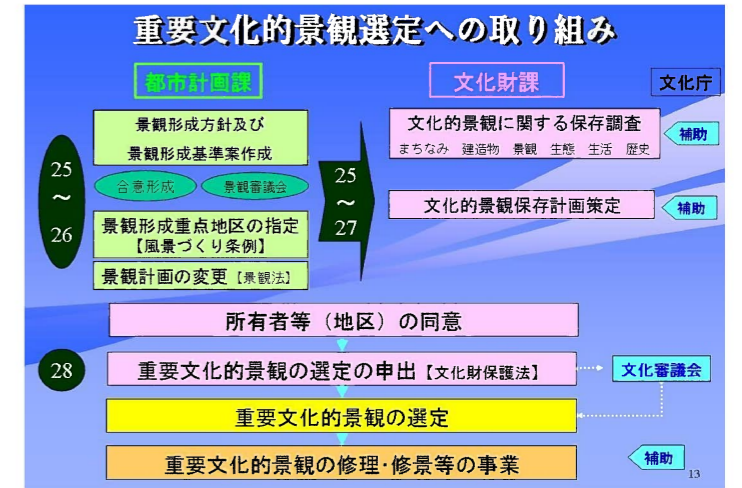 重要文化的景観選定への取り組み
都市計画課
文化財課
文化庁
25
～
26
景観形成方針及び
景観形成基準案作成
合意形成
景観審議会
景観形成重点地区の指定
【風景づくり条例】
景観計画の変更【景観法】
25
～
27
文化的景観に関する保存調査
まちなみ 建造物 景観 生態 生活 歴史
補助
文化的景観保存計画策定
補助
所有者等（地区）の同意
28
重要文化的景観の選定の申出【文化財保護法】
文化審議会
重要文化的景観の選定
重要文化的景観の修理・修景等の事業
補助
13